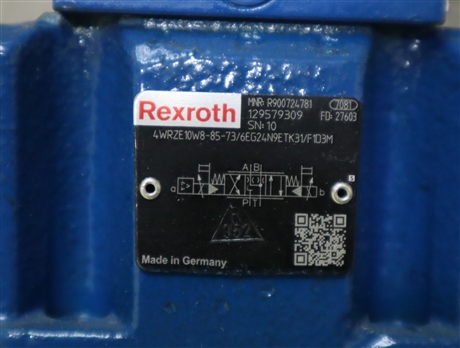 Rexroth
MNR: R900724781 7081
129579309 FD: 27603
SN: 10
4WRZE10W8-85-73/6EG24N9ETK31/F1D3M
A B
a b
P T
Made in Germany